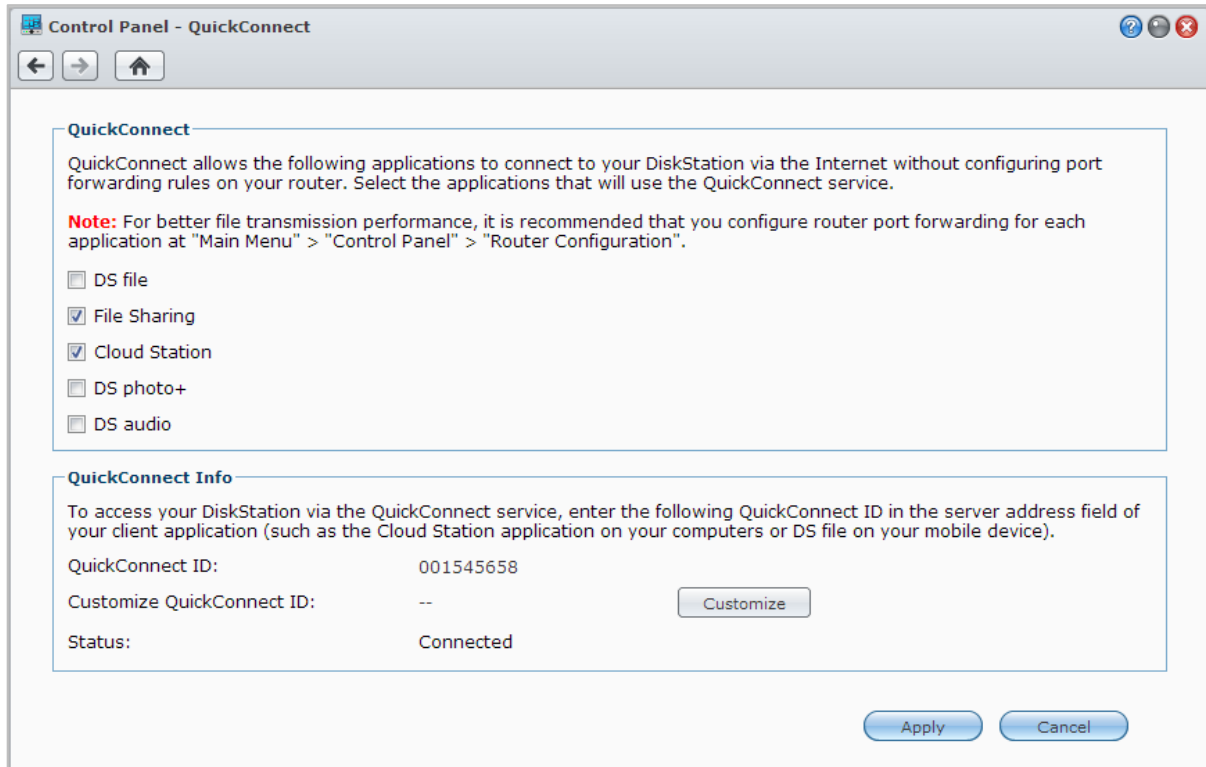 Control Panel - QuickConnect
QuickConnect
QuickConnect allows the following applications to connect to your DiskStation via the Internet without configuring port
forwarding rules on your router. Select the applications that will use the QuickConnect service.
Note: For better file transmission performance, it is recommended that you configure router port forwarding for each
application at "Main Menu" > "Control Panel" > "Router Configuration".
DS file
File Sharing
Cloud Station
DS photo+
DS audio
QuickConnect Info
To access your DiskStation via the QuickConnect service, enter the following QuickConnect ID in the server address field of
your client application (such as the Cloud Station application on your computers or DS file on your mobile device).
QuickConnect ID: 001545658
Customize QuickConnect ID: -- Customize
Status: Connected
Apply Cancel